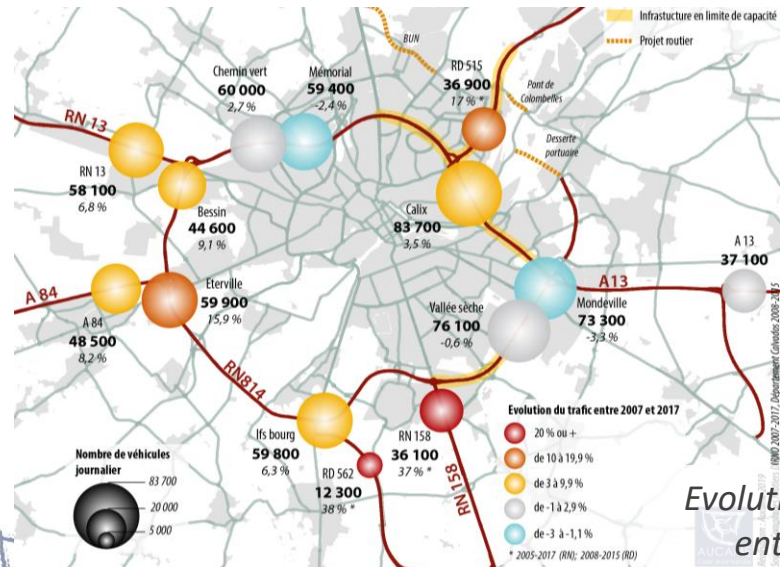 Infrastucture en limite de capacité
Projet routier
BUN
RD 515
36 900
17 % *
Pont de
Colombelles
Desserte
portuaire
Chemin vert
60 000
2,7 %
Mémorial
59 400
-2,4 %
RN 13
RN 13
58 100
6,8 %
Bessin
44 600
9,1 %
Calix
83 700
3,5 %
A 13
37 100
A13
Mondeville
73 300
-3,3 %
Vallée sèche
76 100
-0,6 %
A 84
A 84
48 500
8,2 %
Eterville
59 900
15,9 %
RN814
Ifs bourg
59 800
6,3 %
RD 562
12 300
38 % *
RN 158
36 100
37 % *
RN 158
Nombre de véhicules
journalier
83 700
20 000
5 000
Evolution du trafic entre 2007 et 2017
20 % ou +
de 10 à 19,9 %
de 3 à 9,9 %
de -1 à 2,9 %
de -3 à -1,1 %
* 2005-2017 (RN); 2008-2015 (RD)
2007-2017, Département Calvados 2008-2015
Evoluti
ent
AUCA